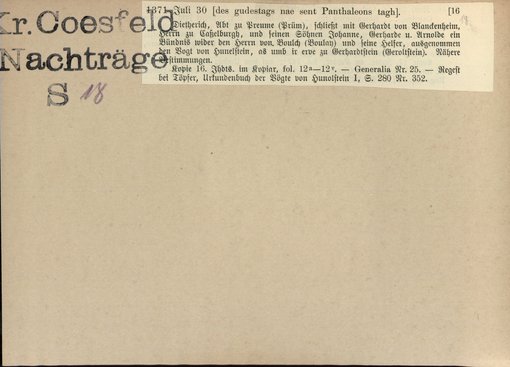 Kr. Coesfeld
Nachträge
S 18
1371 Juli 30 [des gudestags nae sent Panthaleons tagh]. [16
Dietherich, Abt zu Preume (Prüm), schließt mit Gerhardt von Blanckenheim,
Herrn zu Caßelburgh, und seinen Söhnen Johanne, Gerharde u. Arnolde ein
Bündnis wider den Herrn von Boulch (Boulay) und seine Helfer, ausgenommen
den Vogt von Hunelstein, as umb it erve zu Gerhardstein (Gerolstein). Nähere
Bestimmungen.
Kopie 16. Jhdts. im Kopiar, fol. 12a—12v. — Generalia Nr. 25. — Regest
bei Töpfer, Urkundenbuch der Vögte von Hunolstein I, S. 280 Nr. 352.